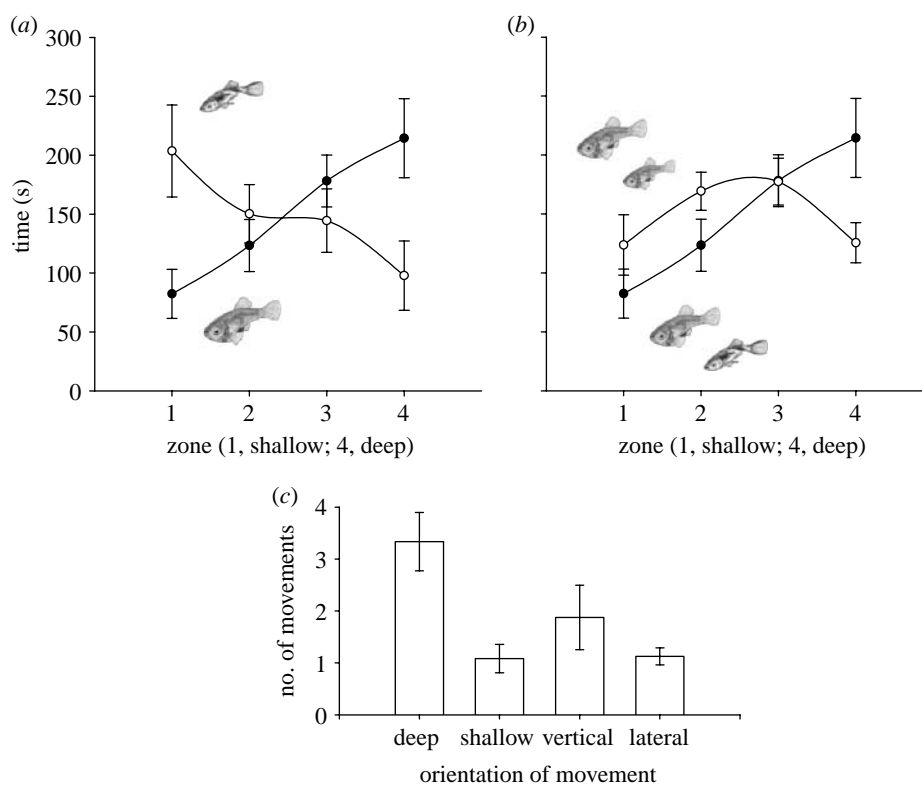 (a)
300
250
200
150
100
50
0
time (s)
1 2 3 4
zone (1, shallow; 4, deep)
(b)
1 2 3 4
zone (1, shallow; 4, deep)
(c)
4
3
2
1
0
no. of movements
deep shallow vertical lateral
orientation of movement